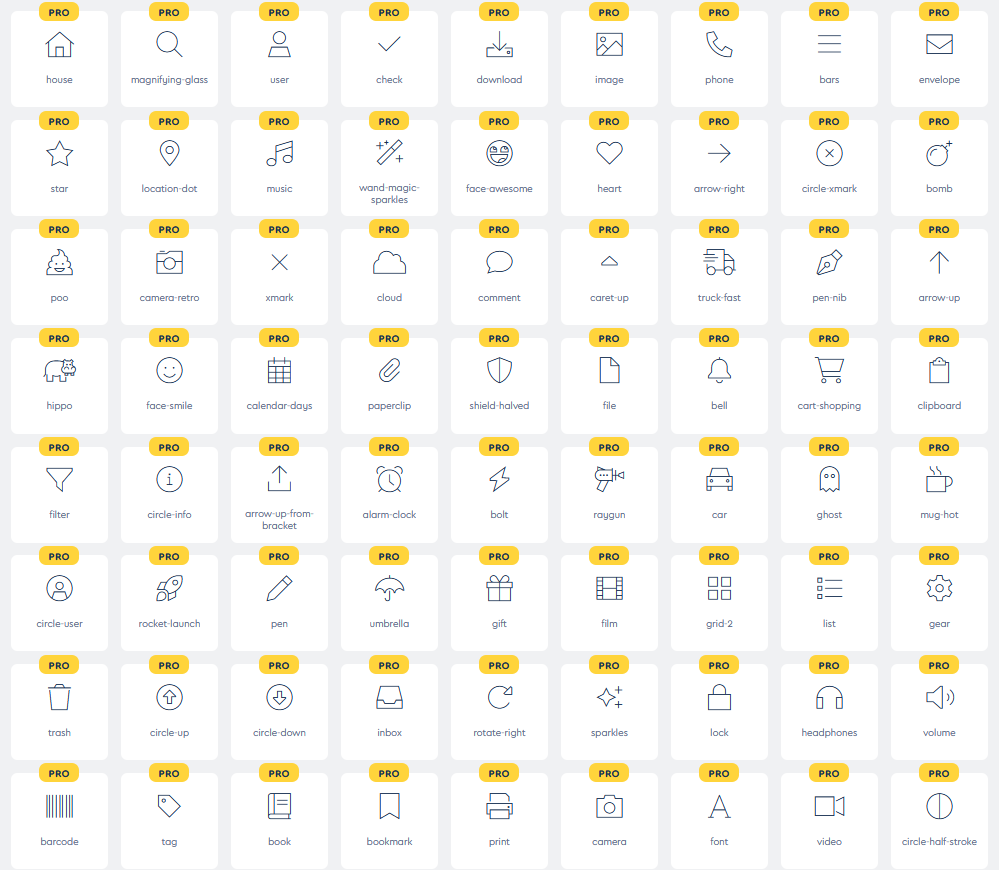 PRO PRO PRO PRO PRO PRO PRO PRO PRO
house magnifying-glass user check download image phone bars envelope
PRO PRO PRO PRO PRO PRO PRO PRO PRO
star location-dot music wand-magic-sparkles face-awesome heart arrow-right circle-xmark bomb
PRO PRO PRO PRO PRO PRO PRO PRO PRO
poo camera-retro xmark cloud comment caret-up truck-fast pen-nib arrow-up
PRO PRO PRO PRO PRO PRO PRO PRO PRO
hippo face-smile calendar-days paperclip shield-halved file bell cart-shopping clipboard
PRO PRO PRO PRO PRO PRO PRO PRO PRO
filter circle-info arrow-up-from-bracket alarm-clock bolt raygun car ghost mug-hot
PRO PRO PRO PRO PRO PRO PRO PRO PRO
circle-user rocket-launch pen umbrella gift film grid-2 list gear
PRO PRO PRO PRO PRO PRO PRO PRO PRO
trash circle-up circle-down inbox rotate-right sparkles lock headphones volume
PRO PRO PRO PRO PRO PRO PRO PRO PRO
barcode tag book bookmark print camera font video circle-half-stroke